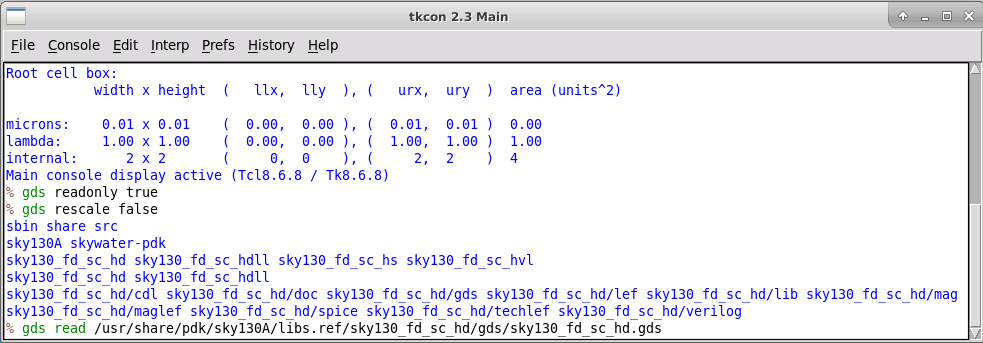 tkcon 2.3 Main
File Console Edit Interp Prefs History Help
Root cell box:
width x height ( llx, lly ), ( urx, ury ) area (units^2)
microns: 0.01 x 0.01 ( 0.00, 0.00 ), ( 0.01, 0.01 ) 0.00
lambda: 1.00 x 1.00 ( 0.00, 0.00 ), ( 1.00, 1.00 ) 1.00
internal: 2 x 2 ( 0, 0 ), ( 2, 2 ) 4
Main console display active (Tcl8.6.8 / Tk8.6.8)
% gds readonly true
% gds rescale false
sbin share src
sky130A skywater-pdk
sky130_fd_sc_hd sky130_fd_sc_hdll sky130_fd_sc_hs sky130_fd_sc_hvl
sky130_fd_sc_hd sky130_fd_sc_hdll
sky130_fd_sc_hd/cdl sky130_fd_sc_hd/doc sky130_fd_sc_hd/gds sky130_fd_sc_hd/lef sky130_fd_sc_hd/lib sky130_fd_sc_hd/mag
sky130_fd_sc_hd/maglef sky130_fd_sc_hd/spice sky130_fd_sc_hd/techlef sky130_fd_sc_hd/verilog
% gds read /usr/share/pdk/sky130A/libs.ref/sky130_fd_sc_hd/gds/sky130_fd_sc_hd.gds